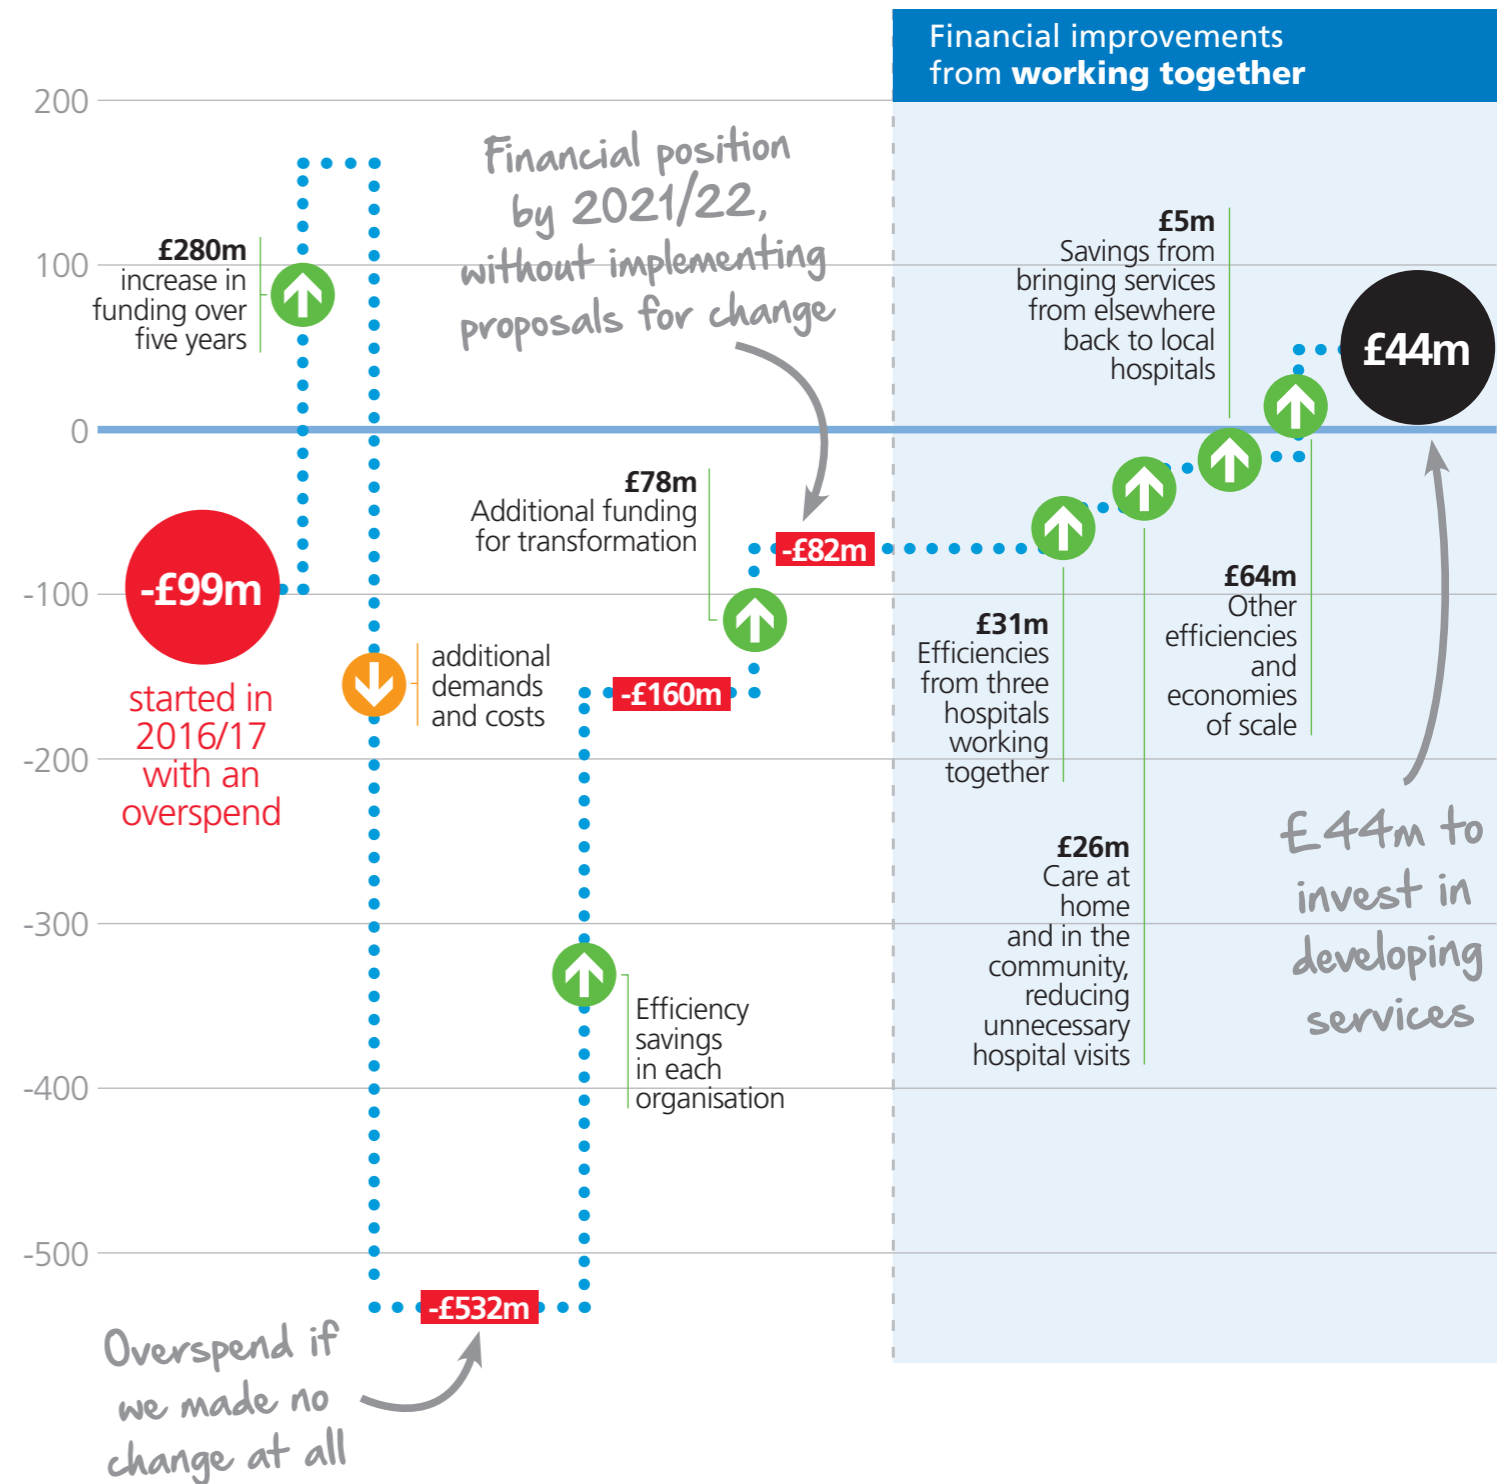 Financial improvements
from working together
200
100
0
-100
-200
-300
-400
-500
£280m
increase in
funding over
five years
Financial position
by 2021/22,
without implementing
proposals for change
-£99m
started in
2016/17
with an
overspend
additional
demands
and costs
Overspend if
we made no
change at all
-£532m
Efficiency
savings
in each
organisation
-£160m
£78m
Additional funding
for transformation
-£82m
£31m
Efficiencies
from three
hospitals
working
together
£26m
Care at
home
and in the
community,
reducing
unnecessary
hospital visits
£5m
Savings from
bringing services
from elsewhere
back to local
hospitals
£64m
Other
efficiencies
and
economies
of scale
£44m
£44m to
invest in
developing
services